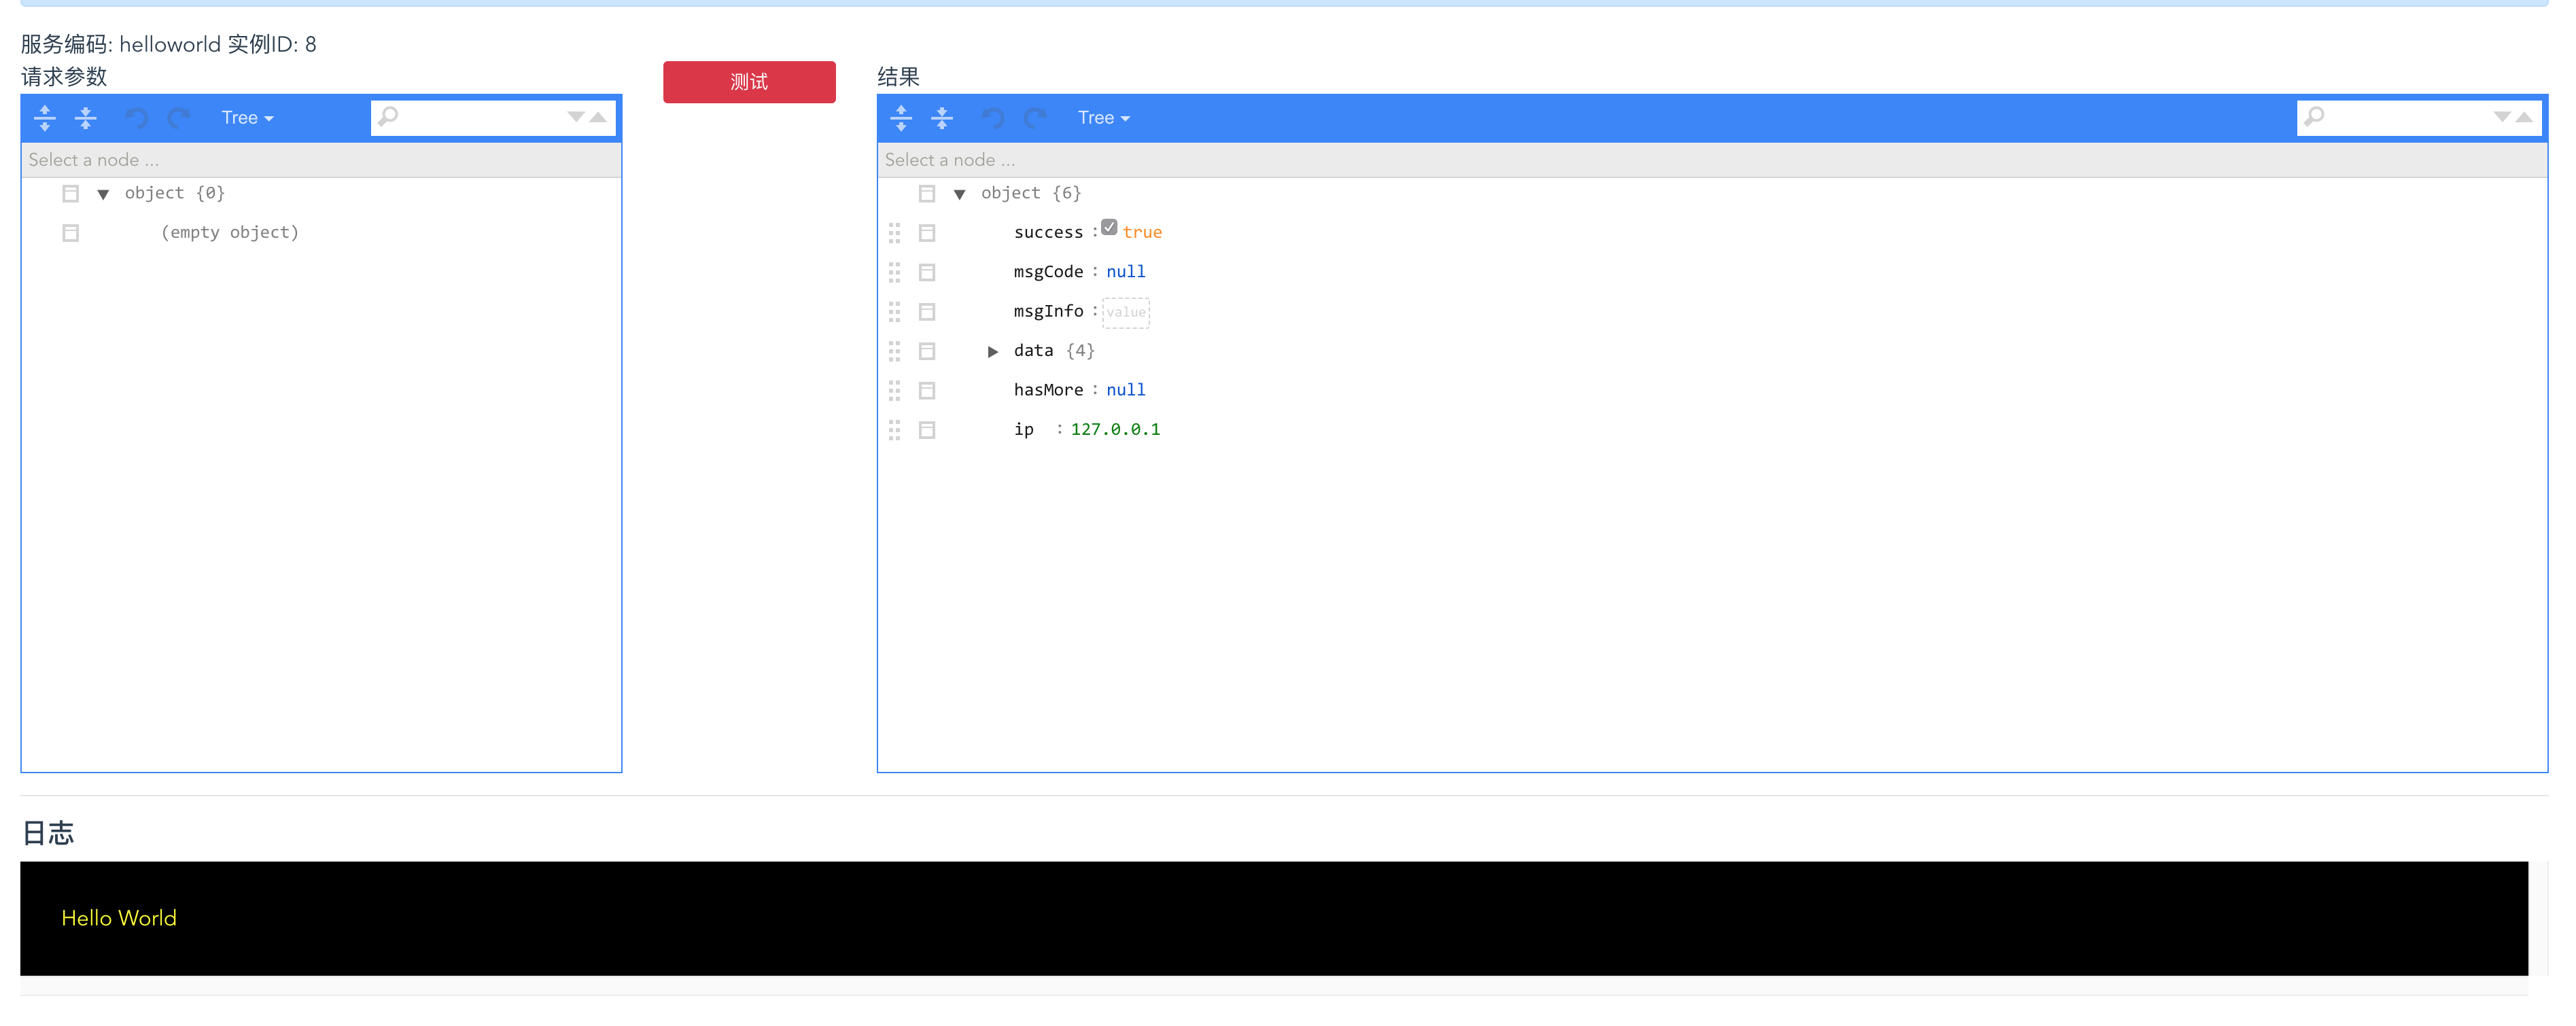 服务编码: helloworld 实例ID: 8
请求参数
测试
结果
Tree
Select a node ...
object {0}
(empty object)
Tree
Select a node ...
object {6}
success : true
msgCode : null
msgInfo : value
data {4}
hasMore : null
ip : 127.0.0.1
日志
Hello World